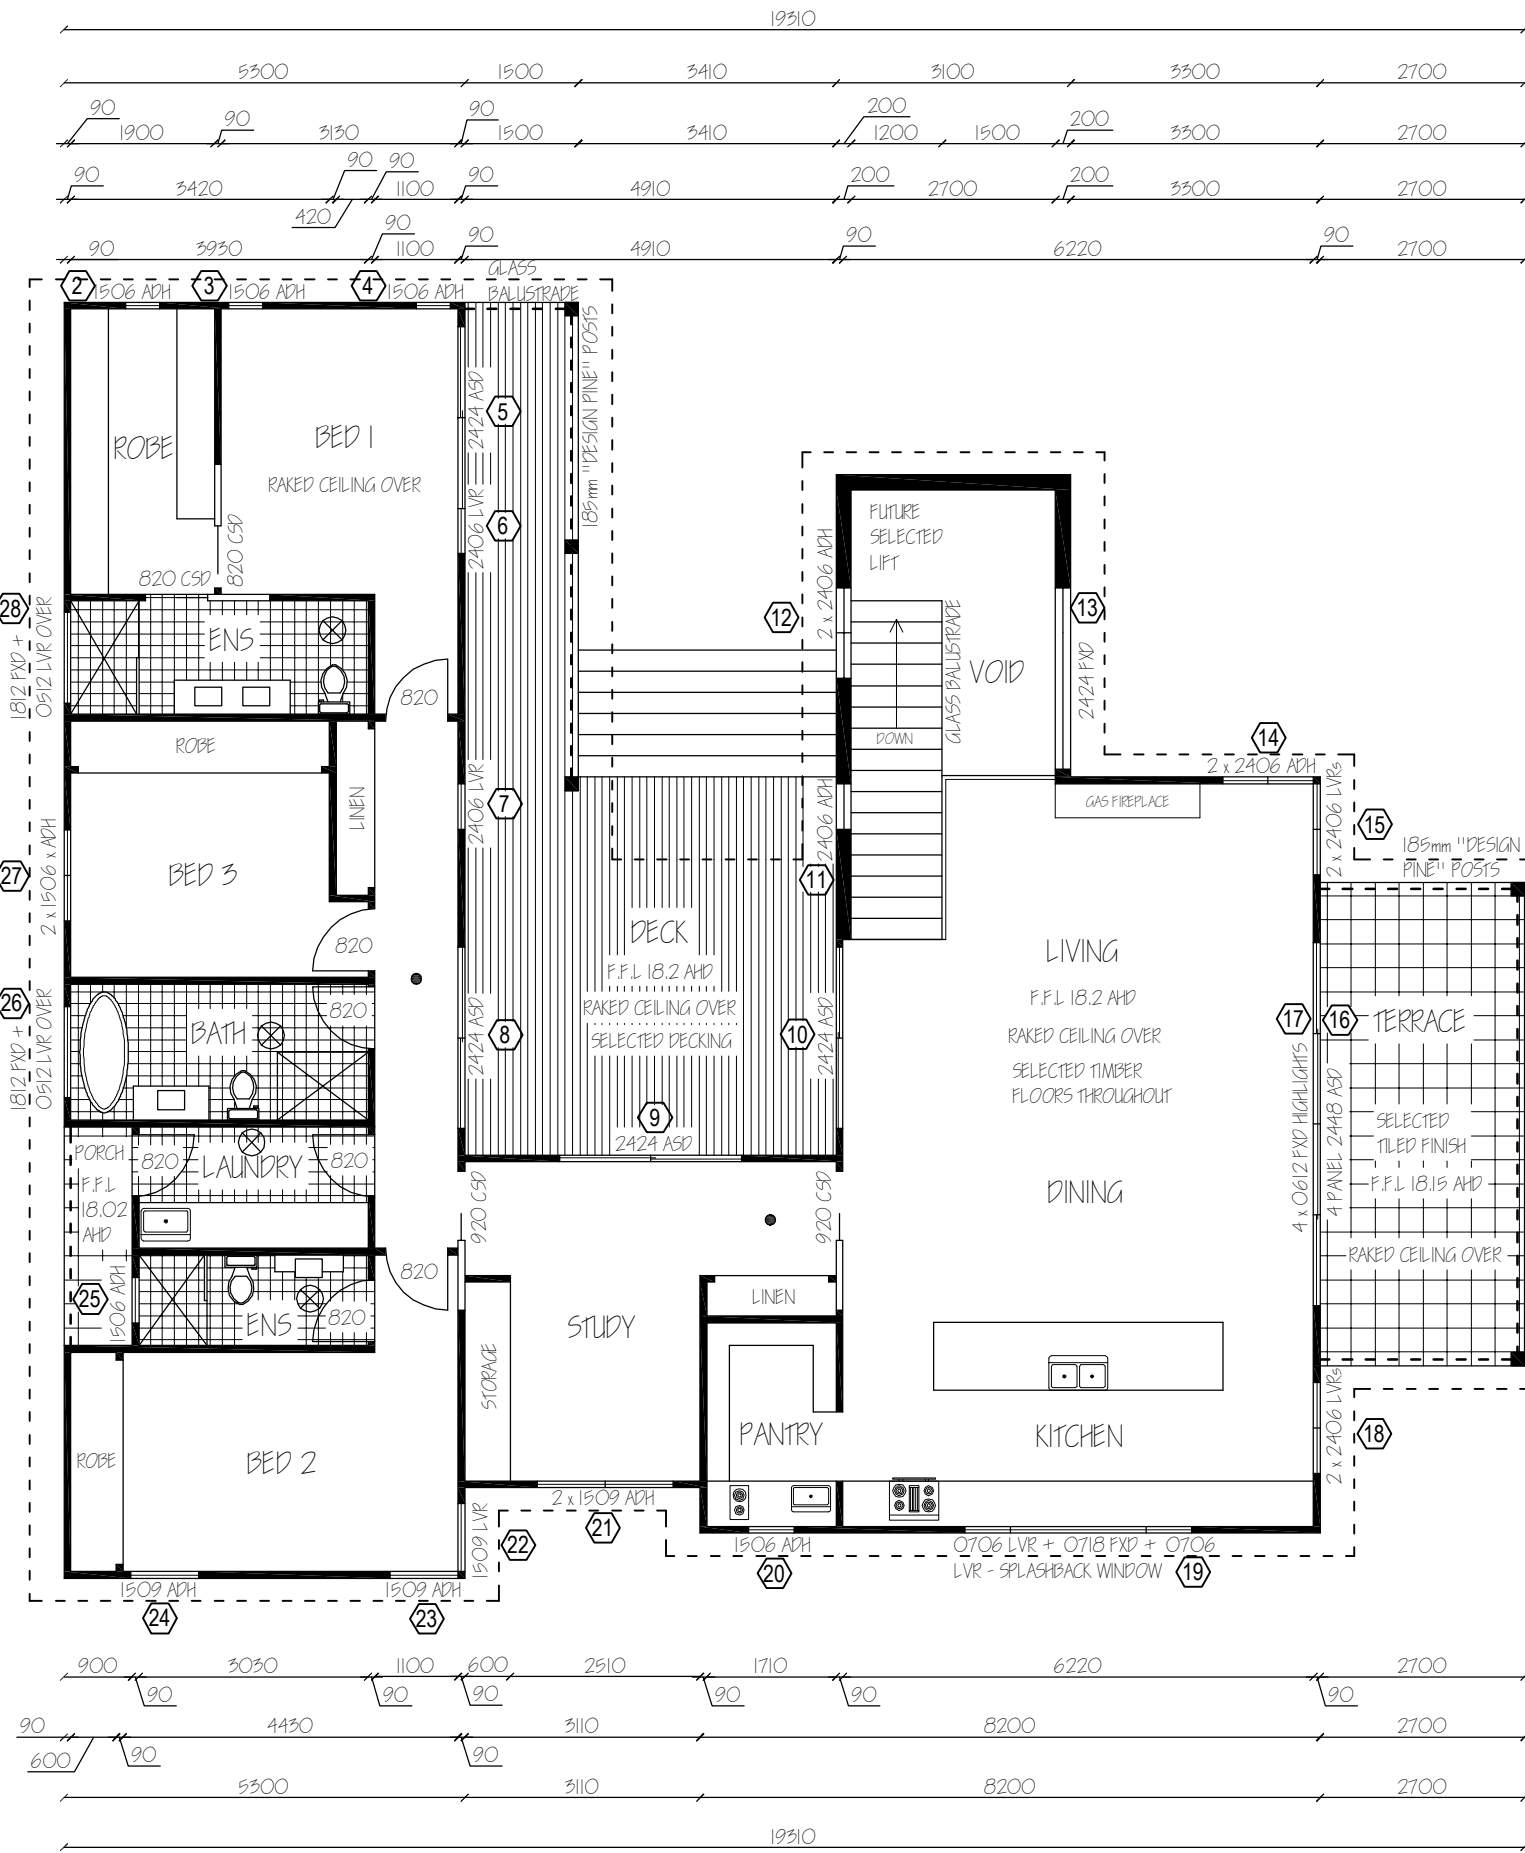 19310
5300 1500 3410 3100 3300 2700
90 90 90 200 200
1900 3130 1500 3410 1200 1500 3300 2700
90 90 90 90 200 200
3420 1100 4910 2700 3300 2700
420
90 90 90 90
90 3930 1100 4910 6220 2700
GLASS
BALUSTRADE
2 1506 ADH 3 1506 ADH 4 1506 ADH
185mm "DESIGN PINE" POSTS
5
2424 ASD
ROBE
BED 1
RAKED CEILING OVER
6
2406 LVR
820 CSD
820 CSD
FUTURE
SELECTED
LIFT
2 x 2406 ADH
12
13
2424 FXD
GLASS BALUSTRADE
VOID
DOWN
28
1812 FXD +
0512 LVR OVER
ENS
820
ROBE
LINEN
7
2406 LVR
14
2 x 2406 ADH
GAS FIREPLACE
2 x 2406 LVRs
15
185mm "DESIGN
PINE" POSTS
2406 ADH
11
27
2 x 1506 x ADH
BED 3
820
DECK
F.F.L 18.2 AHD
RAKED CEILING OVER
SELECTED DECKING
LIVING
F.F.L 18.2 AHD
RAKED CEILING OVER
SELECTED TIMBER
FLOORS THROUGHOUT
26
1812 FXD +
0512 LVR OVER
BATH
820
8
2424 ASD
10
2424 ASD
17
16
TERRACE
4 x 0612 FXD HIGHLIGHTS
4 PANEL 2448 ASD
SELECTED
TILED FINISH
F.F.L 18.15 AHD
RAKED CEILING OVER
9
2424 ASD
PORCH
F.F.L
18.02
AHD
820
LAUNDRY
820
920 CSD
920 CSD
DINING
25
1506 ADH
ENS
820
820
STUDY
LINEN
STORAGE
PANTRY
KITCHEN
2 x 2406 LVRs
18
ROBE
BED 2
1509 LVR
22
2 x 1509 ADH
21
1506 ADH
20
0706 LVR + 0718 FXD + 0706
LVR - SPLASHBACK WINDOW
19
1509 ADH
24
1509 ADH
23
900 3030 1100 600 2510 1710 6220 2700
90 90 90 90 90 90
90 4430 3110 8200 2700
600 90 90
5300 3110 8200 2700
19310